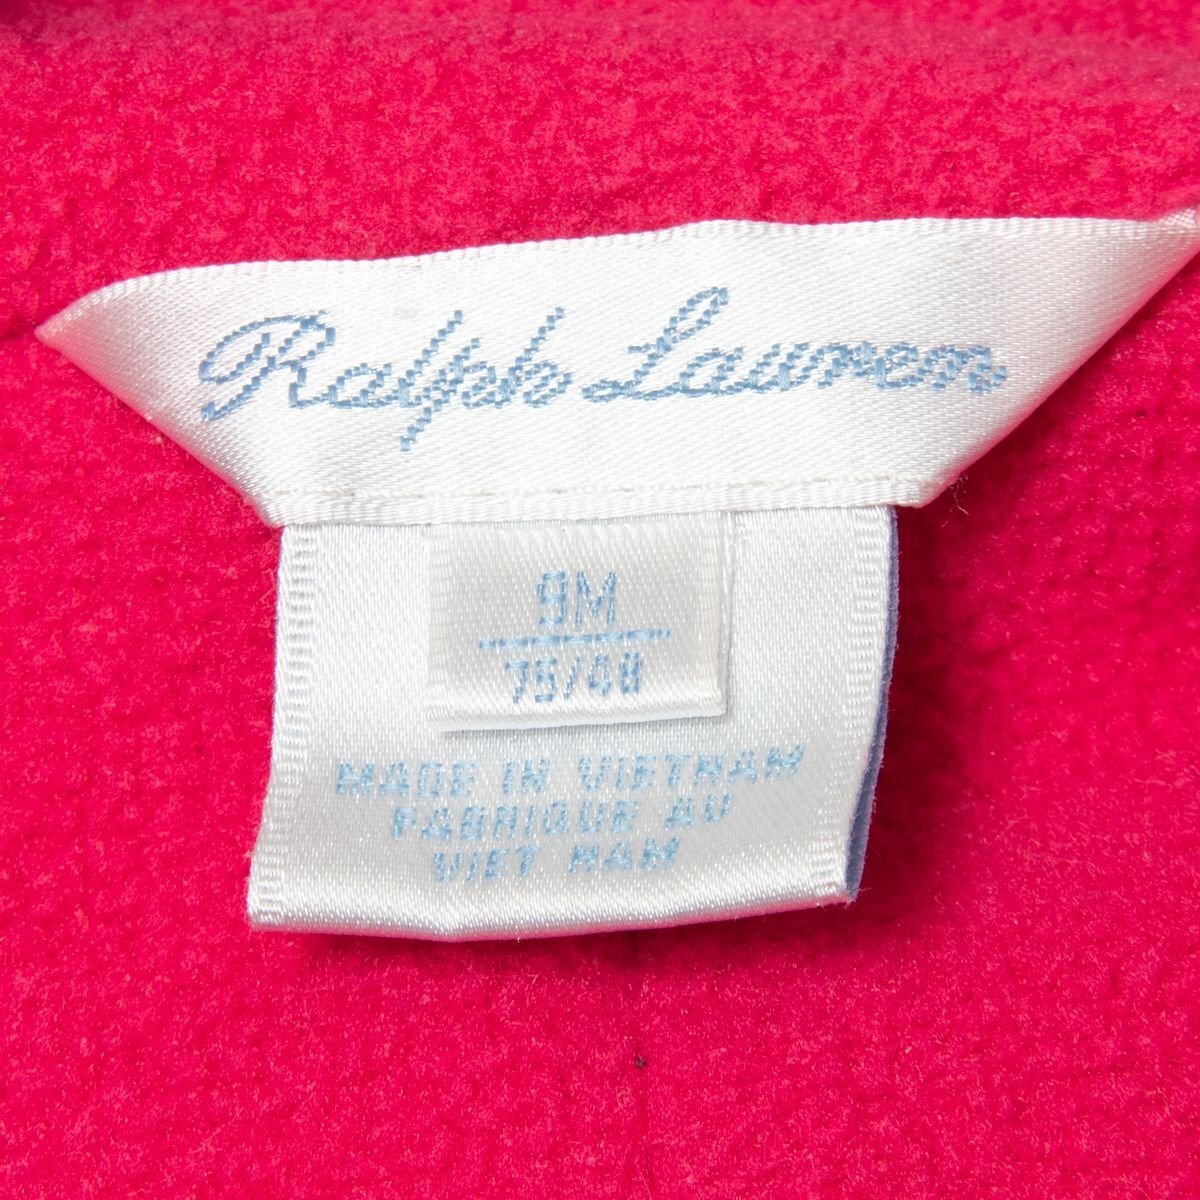 Ralph Lauren
9M
75/48
MADE IN VIETNAM
FABRIQUE AU
VIET NAM